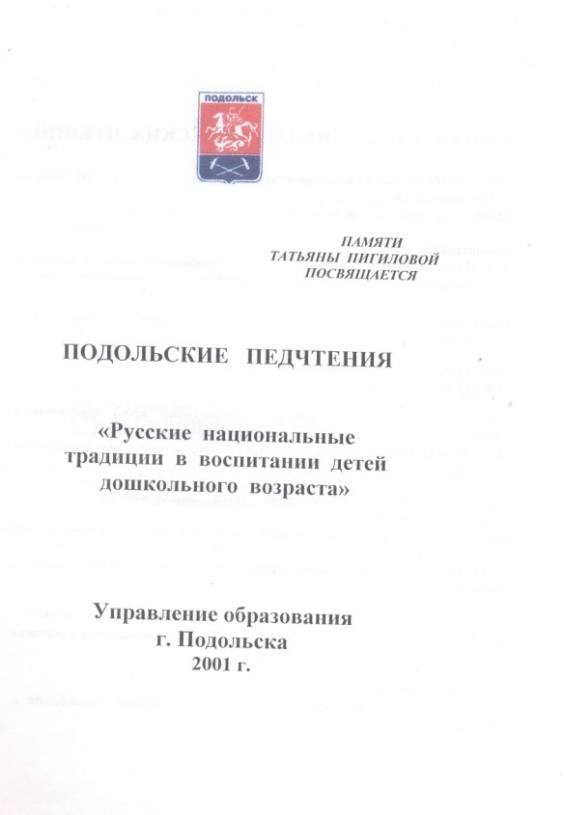 ПОДОЛЬСК
ПАМЯТИ
ТАТЬЯНЫ ПИГИЛОВОЙ
ПОСВЯЩАЕТСЯ
ПОДОЛЬСКИЕ ПЕДЧТЕНИЯ
«Русские национальные
традиции в воспитании детей
дошкольного возраста»
Управление образования
г. Подольска
2001 г.